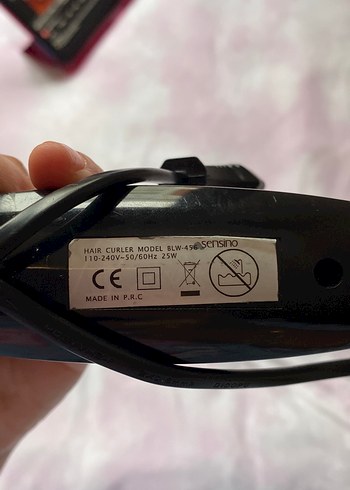 sensino
HAIR CURLER MODEL BLW-45
110-240V~50/60Hz 25W
CE
MADE IN P.R.C